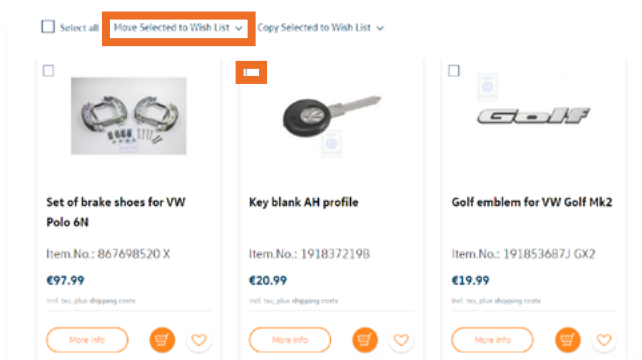 Select all Move Selected to Wish List Copy Selected to Wish List
Golf
Set of brake shoes for VW
Polo 6N
Key blank AH profile
Golf emblem for VW Golf Mk2
Item.No.: 867698520 X
Item.No.: 191837219B
Item.No.: 191853687J GX2
€97.99
€20.99
€19.99
incl. tax, plus shipping costs
incl. tax, plus shipping costs
incl. tax, plus shipping costs
More info
More info
More info